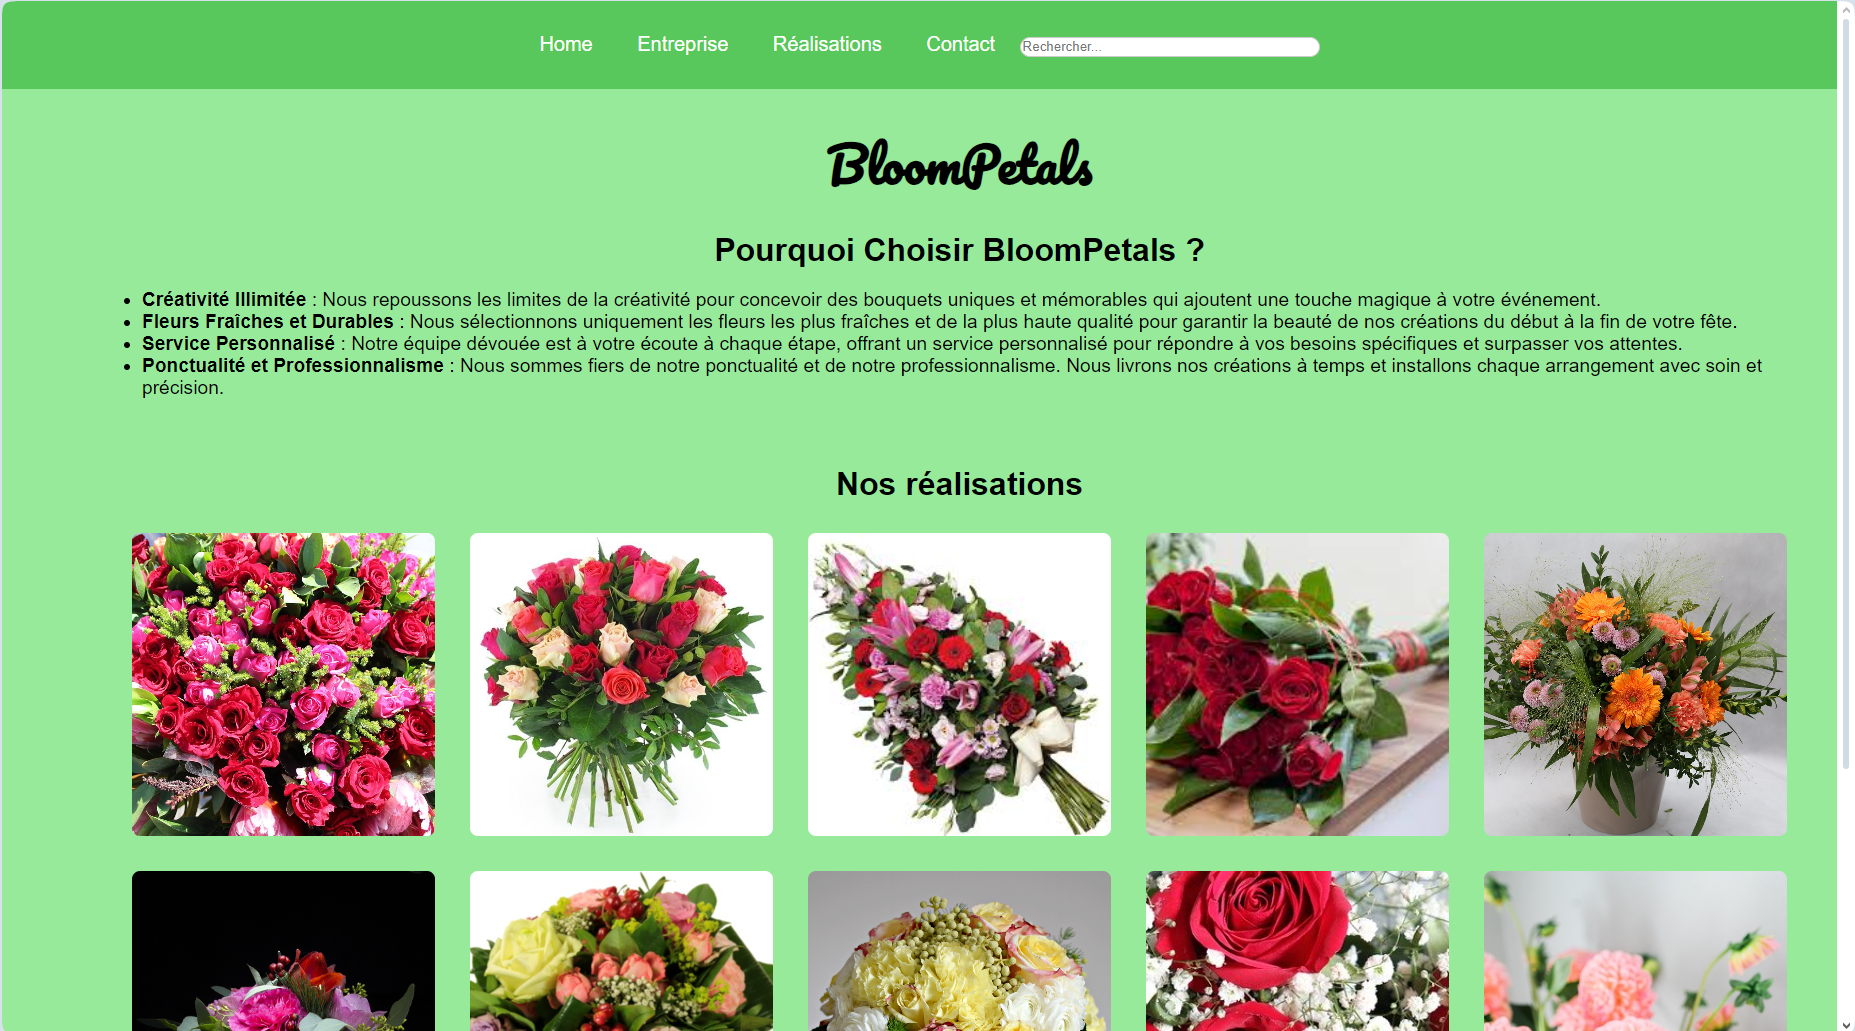 Home Entreprise Réalisations Contact Rechercher...
BloomPetals
Pourquoi Choisir BloomPetals ?
Créativité Illimitée : Nous repoussons les limites de la créativité pour concevoir des bouquets uniques et mémorables qui ajoutent une touche magique à votre événement.
Fleurs Fraîches et Durables : Nous sélectionnons uniquement les fleurs les plus fraîches et de la plus haute qualité pour garantir la beauté de nos créations du début à la fin de votre fête.
Service Personnalisé : Notre équipe dévouée est à votre écoute à chaque étape, offrant un service personnalisé pour répondre à vos besoins spécifiques et surpasser vos attentes.
Ponctualité et Professionnalisme : Nous sommes fiers de notre ponctualité et de notre professionnalisme. Nous livrons nos créations à temps et installons chaque arrangement avec soin et
précision.
Nos réalisations